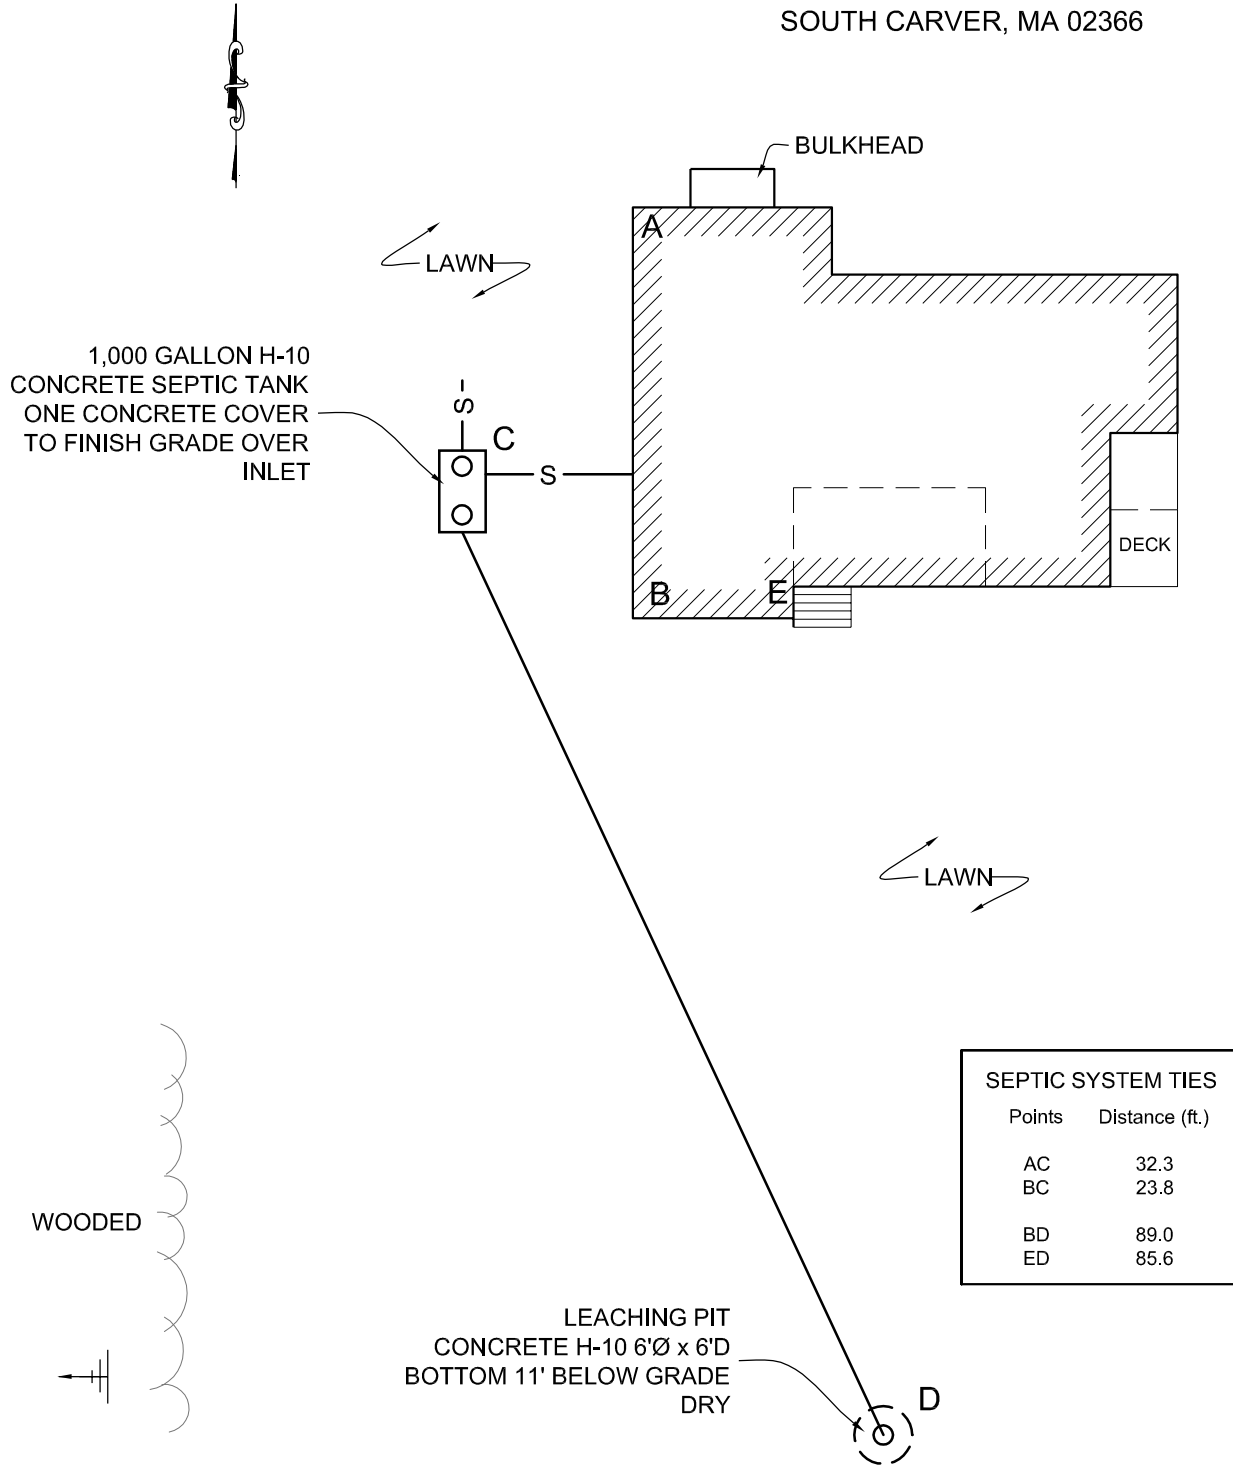 SOUTH CARVER, MA 02366
BULKHEAD
A
LAWN
1,000 GALLON H-10
CONCRETE SEPTIC TANK
ONE CONCRETE COVER
TO FINISH GRADE OVER
INLET
S
C
S
DECK
B
E
LAWN
SEPTIC SYSTEM TIES
Points Distance (ft.)
AC 32.3
BC 23.8
BD 89.0
ED 85.6
WOODED
LEACHING PIT
CONCRETE H-10 6'Ø x 6'D
BOTTOM 11' BELOW GRADE
DRY
D